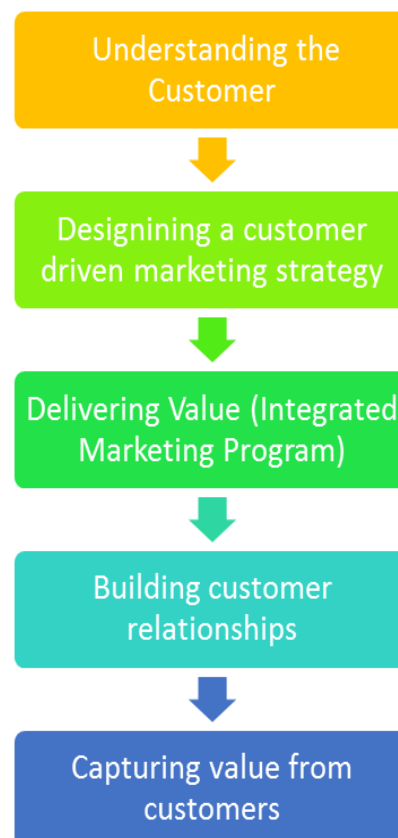 Understanding the
Customer
Designining a customer
driven marketing strategy
Delivering Value (Integrated
Marketing Program)
Building customer
relationships
Capturing value from
customers